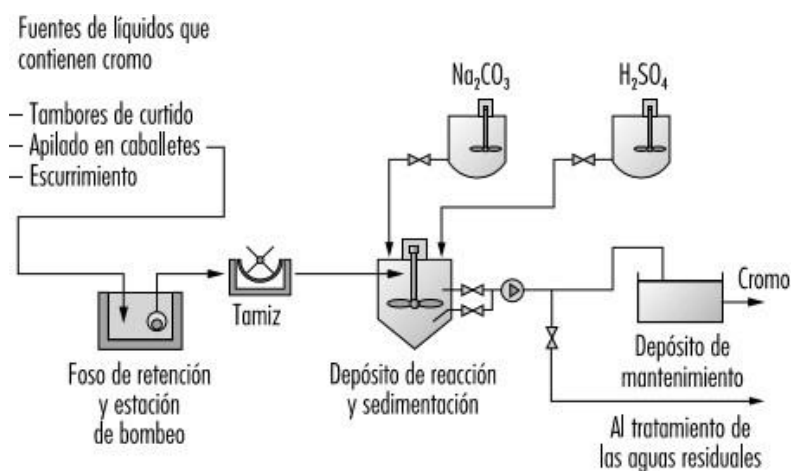 Fuentes de líquidos que
contienen cromo
– Tambores de curtido
– Apilado en caballetes
– Escurrimiento
Na₂CO₃
H₂SO₄
Tamiz
Foso de retención
y estación
de bombeo
Depósito de reacción
y sedimentación
Cromo
Depósito de
mantenimiento
Al tratamiento de
las aguas residuales